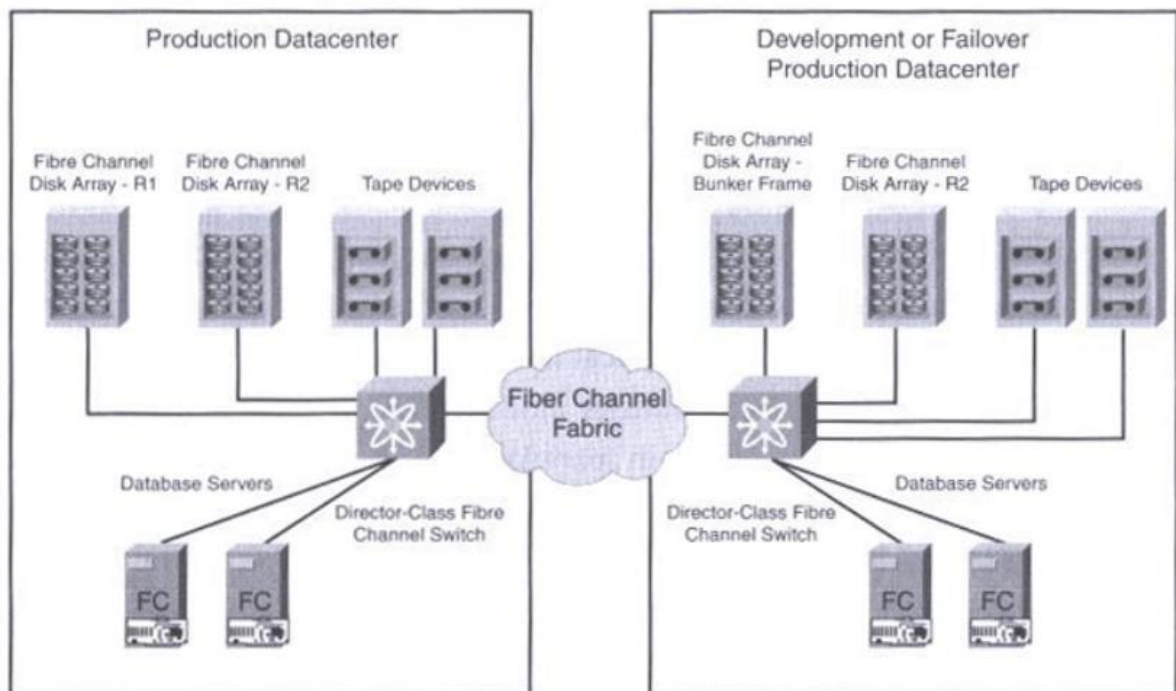 Production Datacenter
Development or Failover
Production Datacenter
Fibre Channel
Disk Array - R1
Fibre Channel
Disk Array - R2
Tape Devices
Fibre Channel
Disk Array -
Bunker Frame
Fibre Channel
Disk Array - R2
Tape Devices
Fiber Channel
Fabric
Database Servers
Director-Class Fibre
Channel Switch
FC
FC
Database Servers
Director-Class Fibre
Channel Switch
FC
FC